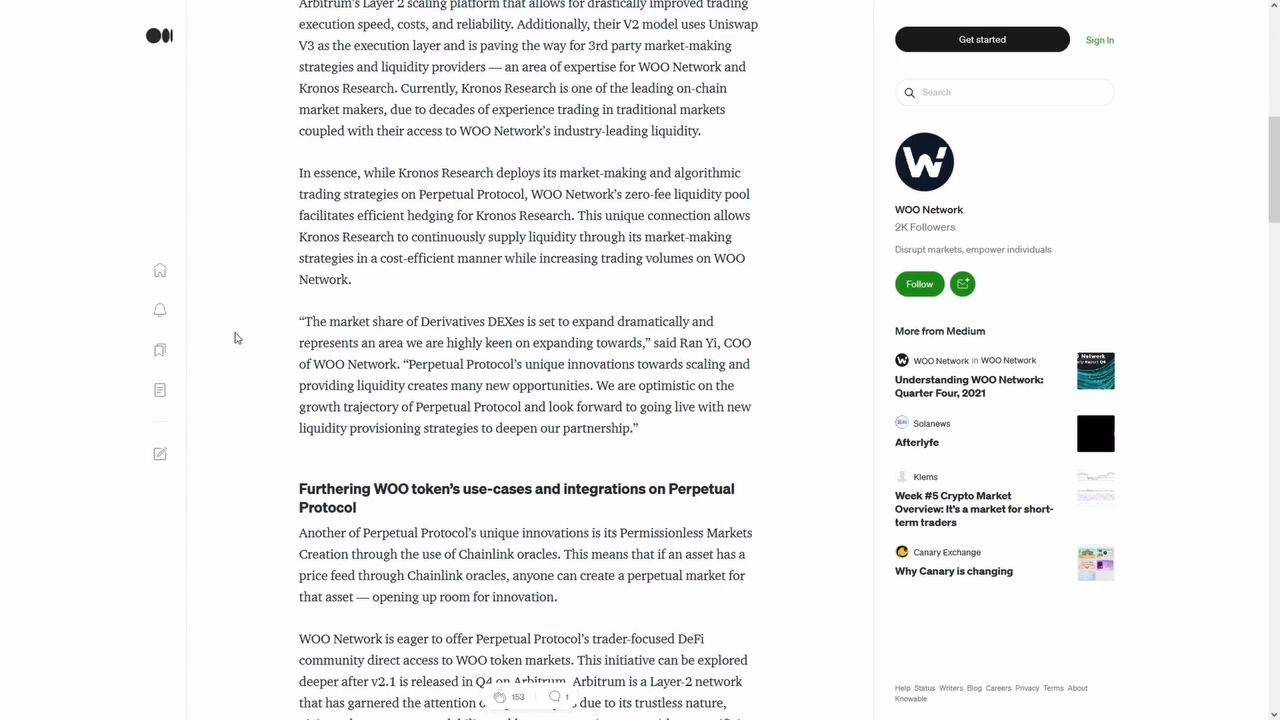 Arbitrum's Layer 2 scaling platform that allows for drastically improved trading
execution speed, costs, and reliability. Additionally, their V2 model uses Uniswap
V3 as the execution layer and is paving the way for 3rd party market-making
strategies and liquidity providers — an area of expertise for WOO Network and
Kronos Research. Currently, Kronos Research is one of the leading on-chain
market makers, due to decades of experience trading in traditional markets
coupled with their access to WOO Network's industry-leading liquidity.
In essence, while Kronos Research deploys its market-making and algorithmic
trading strategies on Perpetual Protocol, WOO Network's zero-fee liquidity pool
facilitates efficient hedging for Kronos Research. This unique connection allows
Kronos Research to continuously supply liquidity through its market-making
strategies in a cost-efficient manner while increasing trading volumes on WOO
Network.
“The market share of Derivatives DEXes is set to expand dramatically and
represents an area we are highly keen on expanding towards,” said Ran Yi, COO
of WOO Network. “Perpetual Protocol's unique innovations towards scaling and
providing liquidity creates many new opportunities. We are optimistic on the
growth trajectory of Perpetual Protocol and look forward to going live with new
liquidity provisioning strategies to deepen our partnership.”
Furthering WOO token's use-cases and integrations on Perpetual
Protocol
Another of Perpetual Protocol's unique innovations is its Permissionless Markets
Creation through the use of Chainlink oracles. This means that if an asset has a
price feed through Chainlink oracles, anyone can create a perpetual market for
that asset — opening up room for innovation.
WOO Network is eager to offer Perpetual Protocol's trader-focused DeFi
community direct access to WOO token markets. This initiative can be explored
deeper after v2.1 is released in Q4 on Arbitrum. Arbitrum is a Layer-2 network
that has garnered the attention of due to its trustless nature,
153
1
Get started
Sign In
Search
WOO Network
2K Followers
Disrupt markets, empower individuals
Follow
More from Medium
WOO Network in WOO Network
Understanding WOO Network:
Quarter Four, 2021
Solanews
Afterlyfe
Klems
Week #5 Crypto Market
Overview: It's a market for short-
term traders
Canary Exchange
Why Canary is changing
Help Status Writers Blog Careers Privacy Terms About
Knowable